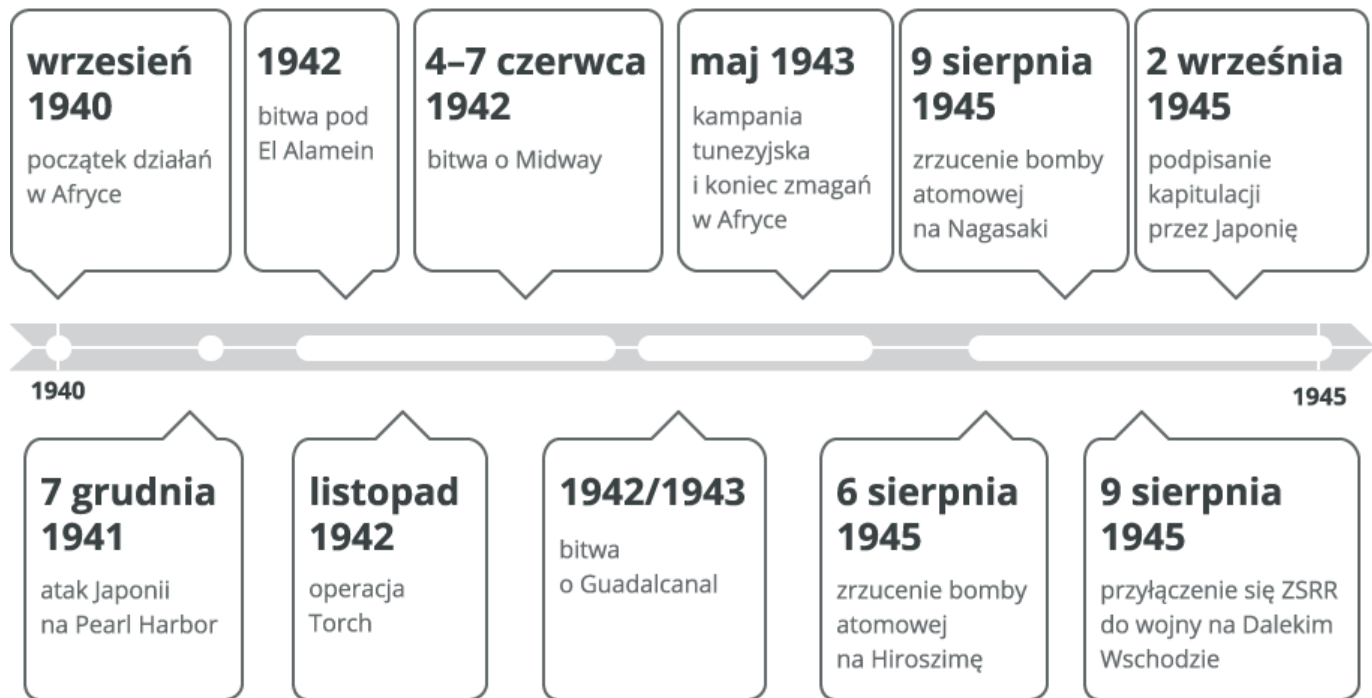 wrzesień
1940
początek działań
w Afryce
1942
bitwa pod
El Alamein
4–7 czerwca
1942
bitwa o Midway
maj 1943
kampania
tunezyjska
i koniec zmagań
w Afryce
9 sierpnia
1945
zrzucenie bomby
atomowej
na Nagasaki
2 września
1945
podpisanie
kapitulacji
przez Japonię
1940
1945
7 grudnia
1941
atak Japonii
na Pearl Harbor
listopad
1942
operacja
Torch
1942/1943
bitwa
o Guadalcanal
6 sierpnia
1945
zrzucenie bomby
atomowej
na Hiroszimę
9 sierpnia
1945
przyłączenie się ZSRR
do wojny na Dalekim
Wschodzie